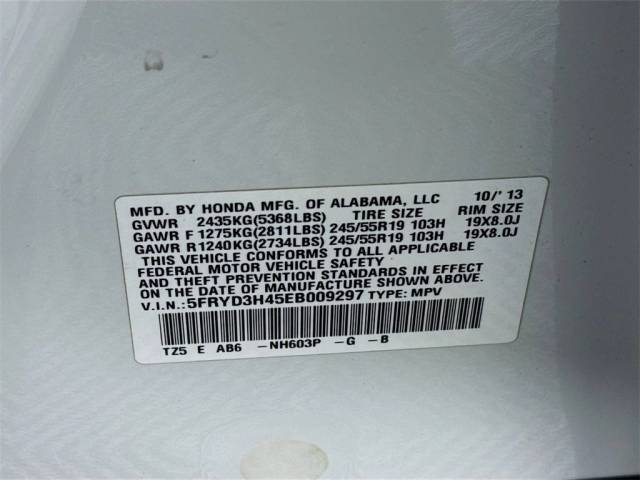 MFD. BY HONDA MFG. OF ALABAMA, LLC 10/'13
GVWR 2435KG(5368LBS) TIRE SIZE RIM SIZE
GAWR F 1275KG(2811LBS) 245/55R19 103H 19X8.0J
GAWR R1240KG(2734LBS) 245/55R19 103H 19X8.0J
THIS VEHICLE CONFORMS TO ALL APPLICABLE
FEDERAL MOTOR VEHICLE SAFETY
AND THEFT PREVENTION STANDARDS IN EFFECT
ON THE DATE OF MANUFACTURE SHOWN ABOVE.
V.I.N.: 5FRYD3H45EB009297 TYPE: MPV
TZ5 E AB6 -NH603P -G -B